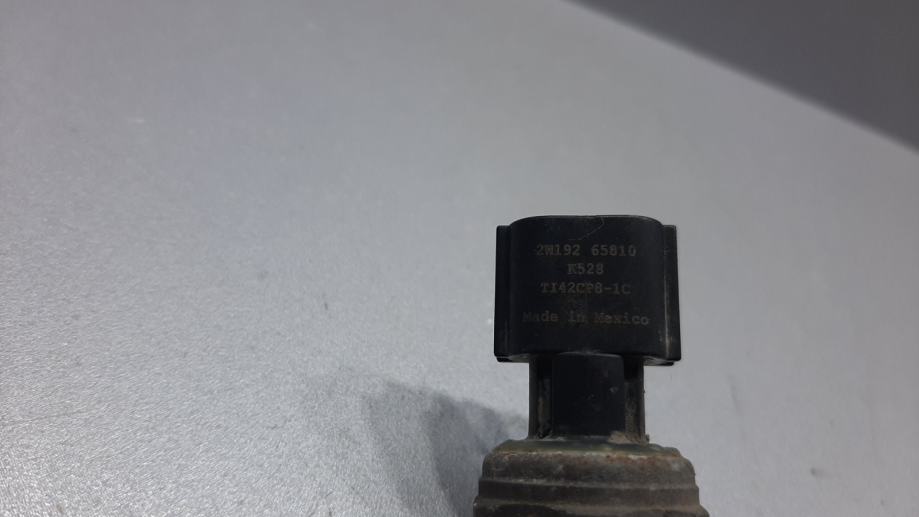 2W192 65810
K528
TI42CP8-1C
Made in Mexico